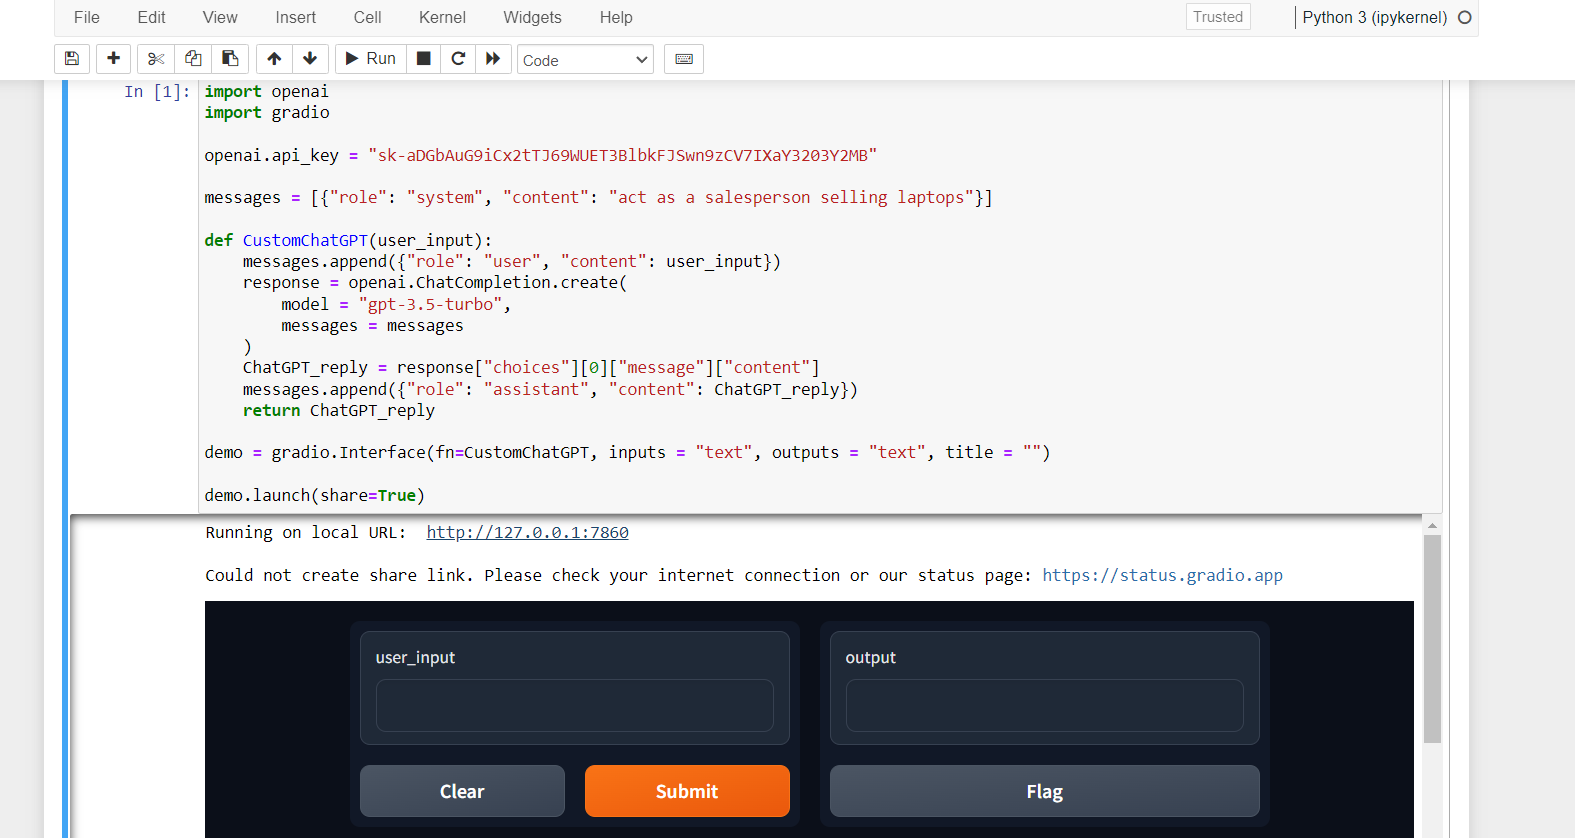 File Edit View Insert Cell Kernel Widgets Help Trusted Python 3 (ipykernel)
Run Code
In [1]: import openai
import gradio
openai.api_key = "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"
messages = [{"role": "system", "content": "act as a salesperson selling laptops"}]
def CustomChatGPT(user_input):
    messages.append({"role": "user", "content": user_input})
    response = openai.ChatCompletion.create(
        model = "gpt-3.5-turbo",
        messages = messages
    )
    ChatGPT_reply = response["choices"][0]["message"]["content"]
    messages.append({"role": "assistant", "content": ChatGPT_reply})
    return ChatGPT_reply
demo = gradio.Interface(fn=CustomChatGPT, inputs = "text", outputs = "text", title = "")
demo.launch(share=True)
Running on local URL:  http://127.0.0.1:7860
Could not create share link. Please check your internet connection or our status page: https://status.gradio.app
user_input
output
Clear Submit Flag